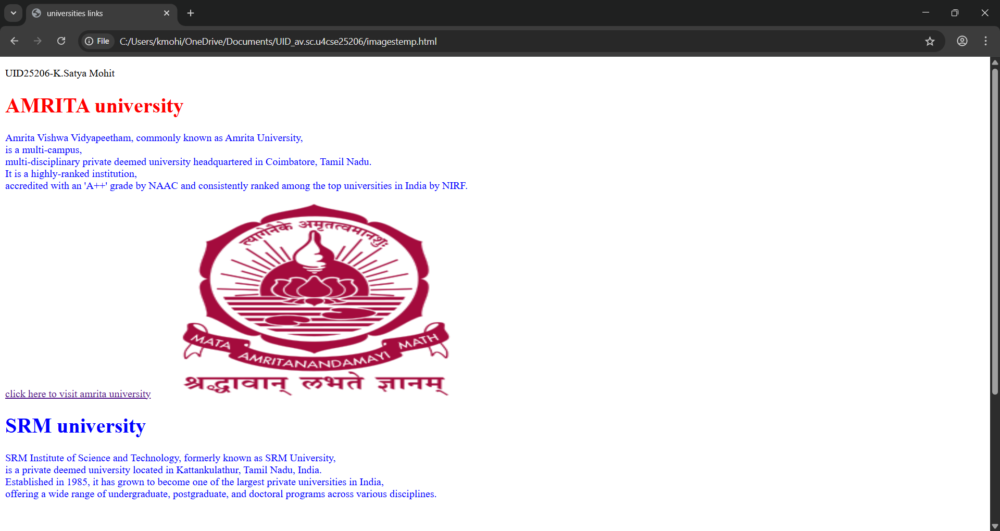 universities links
File
C:/Users/kmohi/OneDrive/Documents/UID_av.sc.u4cse25206/imagestemp.html
UID25206-K.Satya Mohit
AMRITA university
Amrita Vishwa Vidyapeetham, commonly known as Amrita University,
is a multi-campus,
multi-disciplinary private deemed university headquartered in Coimbatore, Tamil Nadu.
It is a highly-ranked institution,
accredited with an 'A++' grade by NAAC and consistently ranked among the top universities in India by NIRF.
त्यागेनैके अमृतत्वमानशुः
MATA AMRITANANDAMAYI MATH
श्रद्धावान् लभते ज्ञानम्
click here to visit amrita university
SRM university
SRM Institute of Science and Technology, formerly known as SRM University,
is a private deemed university located in Kattankulathur, Tamil Nadu, India.
Established in 1985, it has grown to become one of the largest private universities in India,
offering a wide range of undergraduate, postgraduate, and doctoral programs across various disciplines.